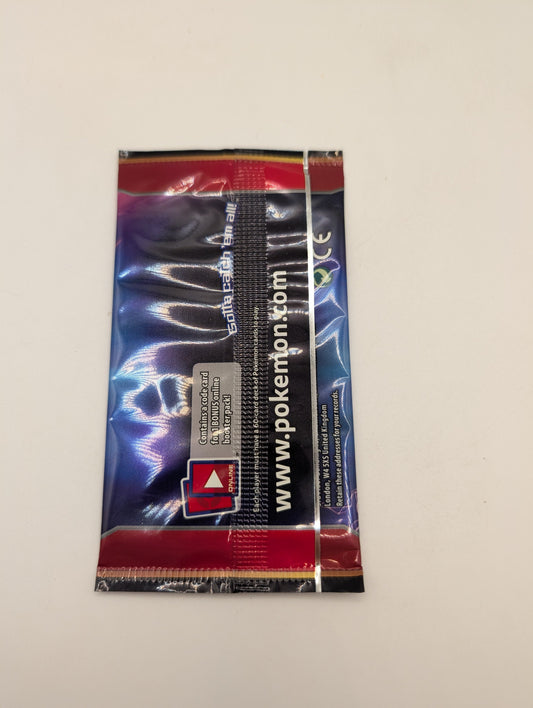 Gotta catch 'em all!
Contains a code card
for 1 BONUS online
booster pack!
ONLINE
Each player must have a 60-card deck of Pokémon cards to play.
www.pokemon.com
CE
London, W4 5XS United Kingdom
Retain these addresses for your records.